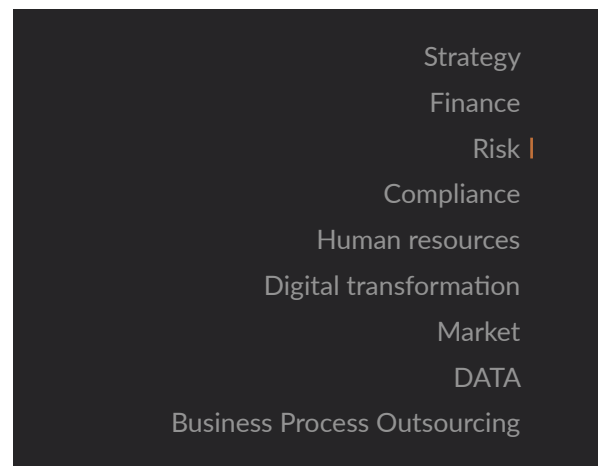 Strategy
Finance
Risk
Compliance
Human resources
Digital transformation
Market
DATA
Business Process Outsourcing